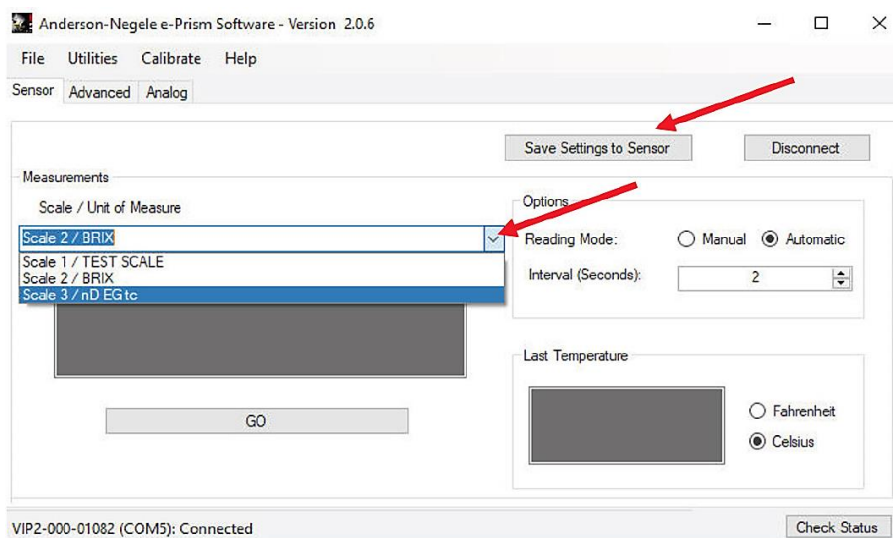 Anderson-Negele e-Prism Software - Version 2.0.6
File Utilities Calibrate Help
Sensor Advanced Analog
Save Settings to Sensor Disconnect
Measurements
Scale / Unit of Measure
Scale 2 / BRIX
Scale 1 / TEST SCALE
Scale 2 / BRIX
Scale 3 / nD EG tc
GO
Options
Reading Mode: Manual Automatic
Interval (Seconds): 2
Last Temperature
Fahrenheit
Celsius
VIP2-000-01082 (COM5): Connected Check Status